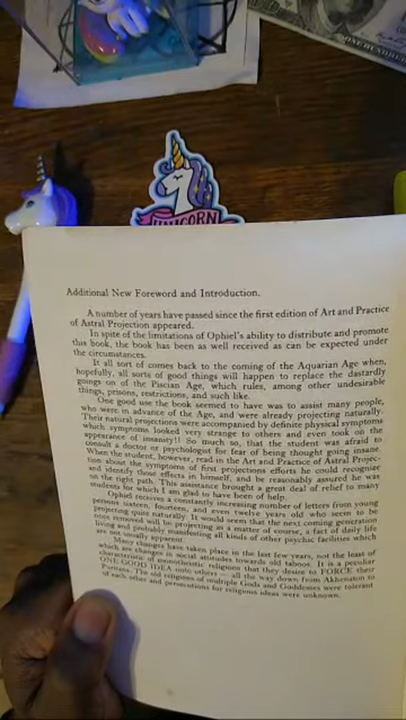 ONE HUNDRED
UNICORN
Additional New Foreword and Introduction.
A number of years have passed since the first edition of Art and Practice
of Astral Projection appeared.
In spite of the limitations of Ophiel's ability to distribute and promote
this book, the book has been as well received as can be expected under
the circumstances.
It all sort of comes back to the coming of the Aquarian Age when,
hopefully, all sorts of good things will happen to replace the dastardly
goings on of the Piscian Age, which rules, among other undesirable
things, prisons, restrictions, and such like.
One good use the book seemed to have was to assist many people,
who were in advance of the Age, and were already projecting naturally.
Their natural projections were accompanied by definite physical symptoms
which symptoms looked very strange to others and even took on the
appearance of insanity!! So much so, that the student was afraid to
consult a doctor or psychologist for fear of being thought going insane.
When the student, however, read in the Art and Practice of Astral Projec-
tion about the symptoms of first projections efforts he could recognize
and identify those effects in himself, and be reasonably assured he was
on the right path. This assistance brought a great deal of relief to many
students for which I am glad to have been of help.
Ophiel receives a constantly increasing number of letters from young
persons sixteen, fourteen, and even twelve years old who seem to be
projecting quite naturally. It would seem that the next coming generation
once removed will be projecting as a matter of course, a fact of daily life
living and probably manifesting all kinds of other psychic facilities which
are not usually apparent.
Many changes have taken place in the last few years, not the least of
which are changes in social attitudes towards old taboos. It is a peculiar
characteristic of monotheistic religions that they desire to FORCE their
ONE GOOD IDEA onto others — all the way down from Akhenaton to
Puritans. The old religions of multiple Gods and Goddesses were tolerant
of each other and persecutions for religious ideas were unknown.